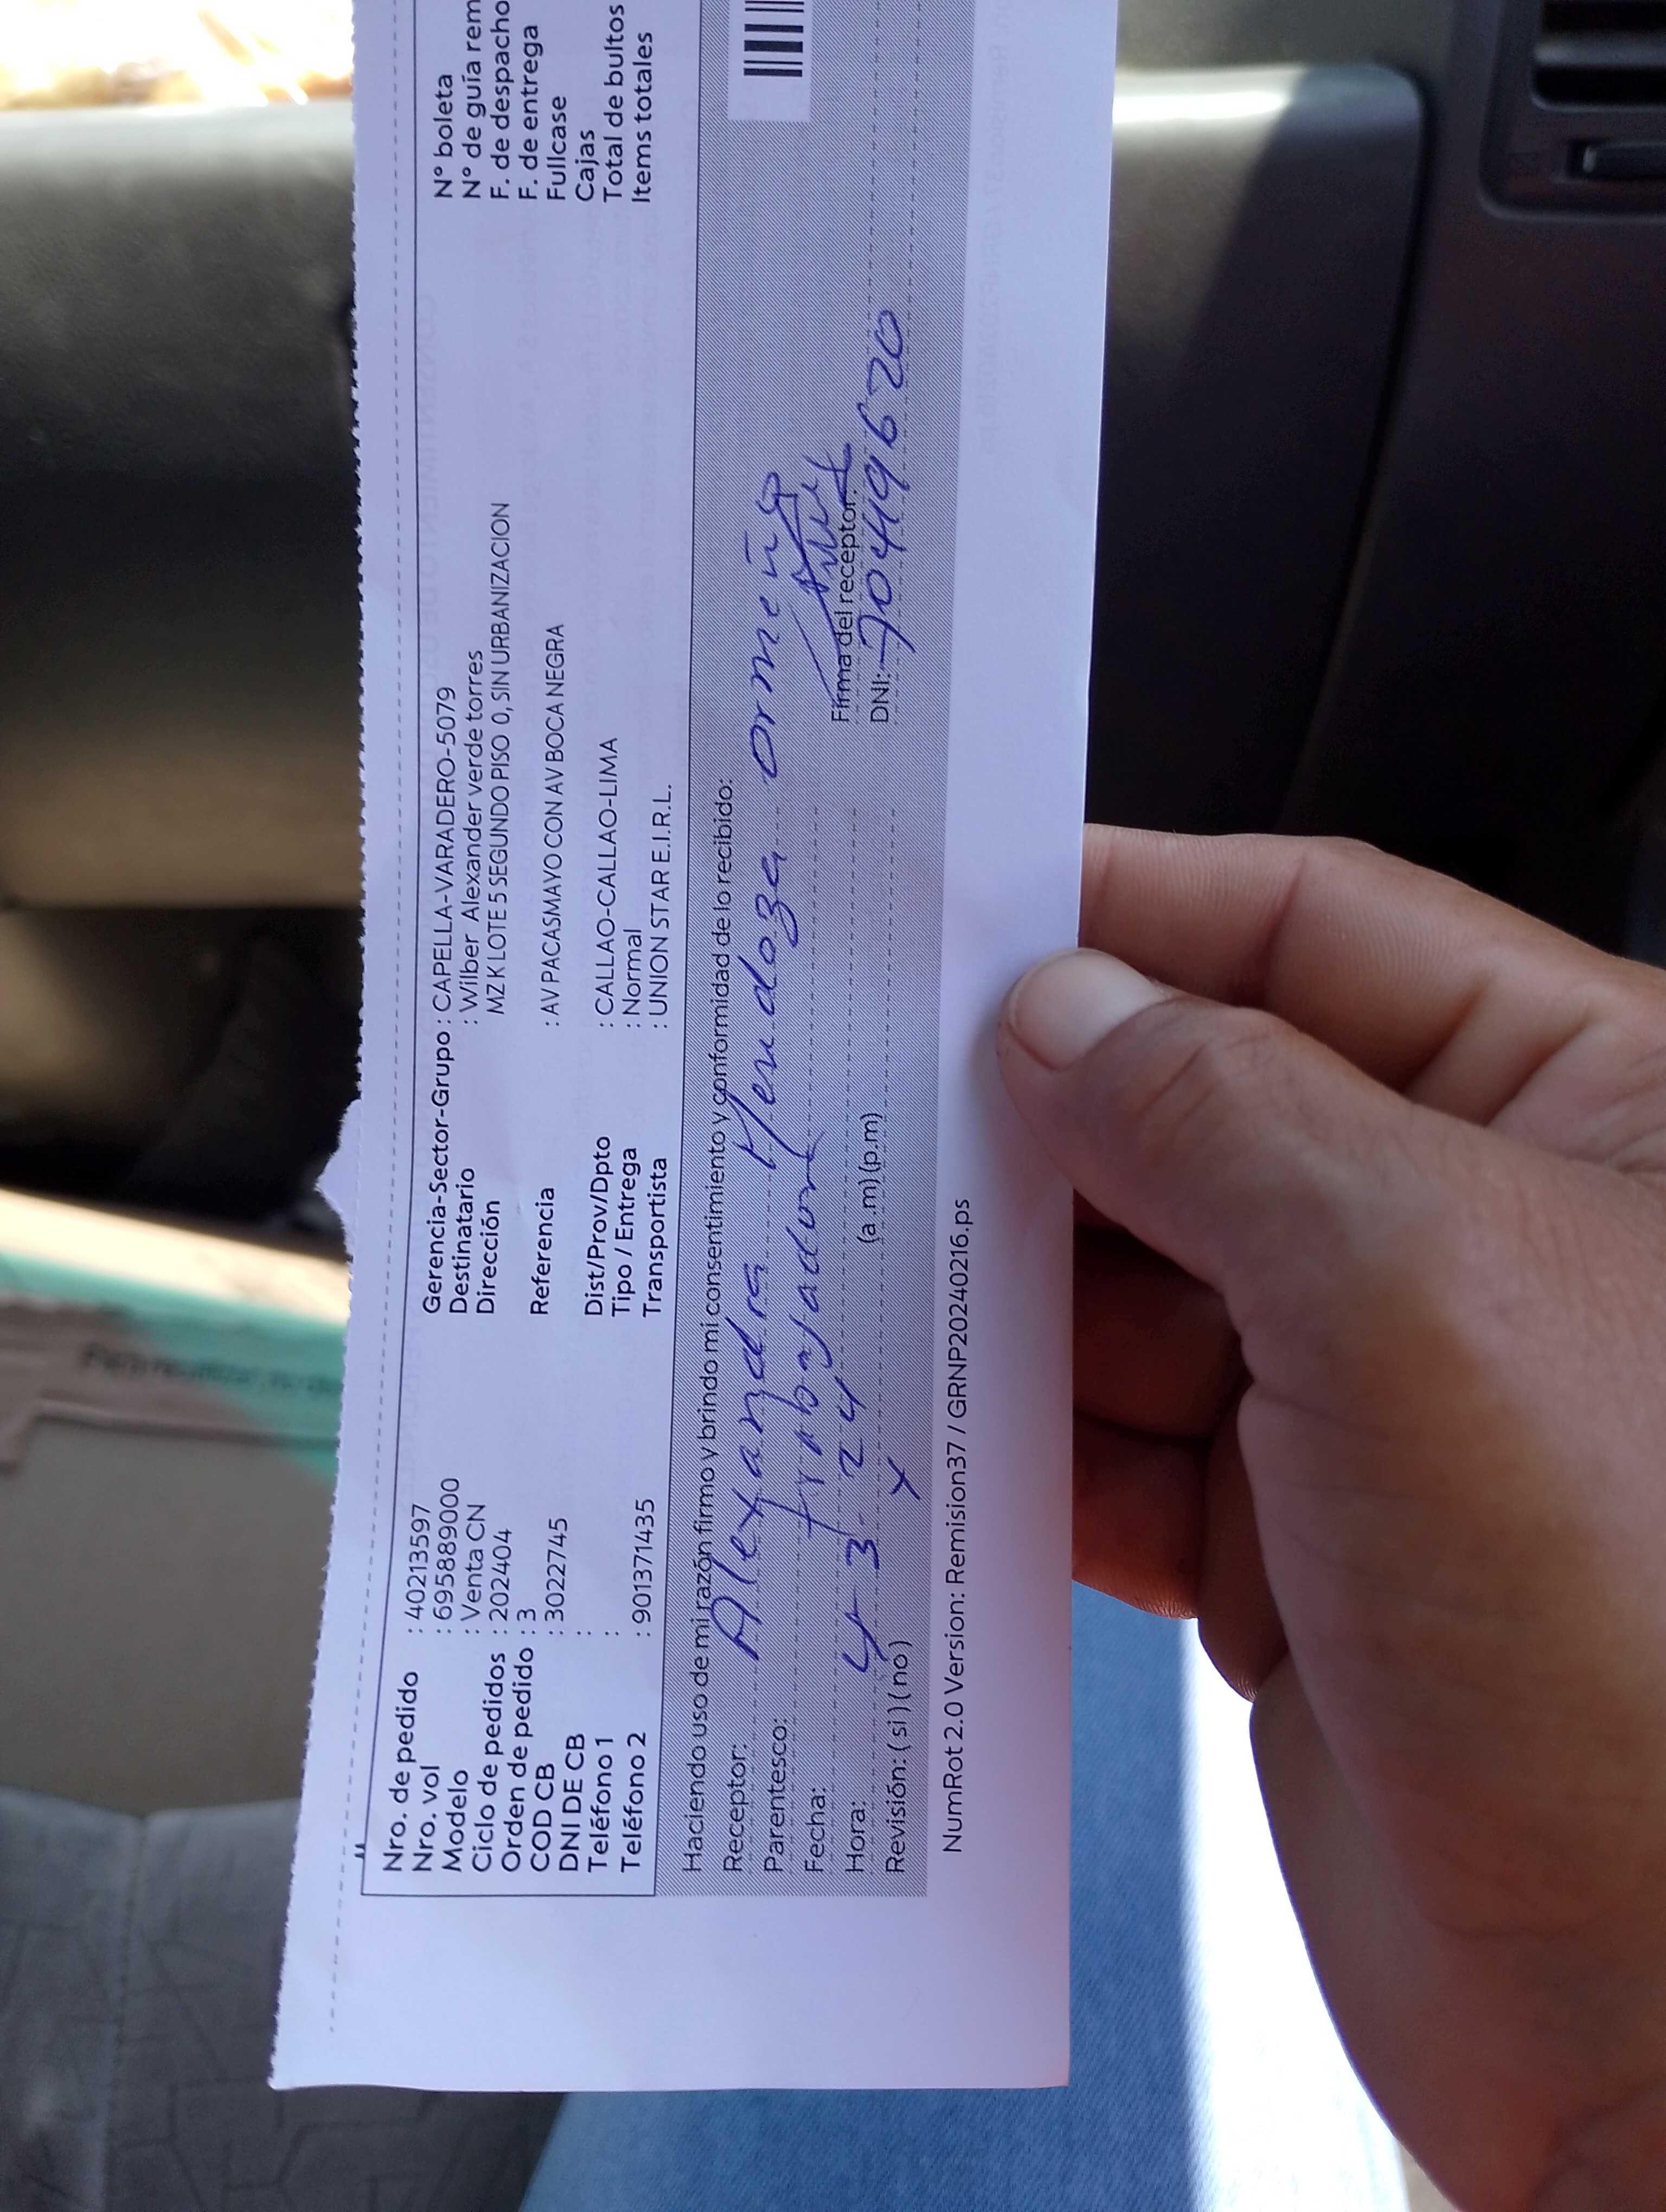 Nro. de pedido : 40213597
Nro. vol : 695889000
Modelo : Venta CN
Ciclo de pedidos : 202404
Orden de pedido : 3
COD CB : 3022745
DNI DE CB :
Teléfono 1 :
Teléfono 2 : 901371435
Gerencia-Sector-Grupo : CAPELLA-VARADERO-5079
Destinatario : Wilber Alexander verde torres
Dirección MZ K LOTE 5 SEGUNDO PISO 0, SIN URBANIZACION
Referencia : AV PACASMAYO CON AV BOCA NEGRA
Dist/Prov/Dpto : CALLAO-CALLAO-LIMA
Tipo / Entrega : Normal
Transportista : UNION STAR E.I.R.L.
N° boleta
N° de guía rem
F. de despacho
F. de entrega
Fullcase
Cajas
Total de bultos
Items totales
Haciendo uso de mi razón firmo y brindo mi consentimiento y conformidad de lo recibido:
Receptor: Alexandra Mendoza ormeño
Parentesco:
Fecha: 4 3 - 24
Hora: (a.m) (p.m)
Revisión: ( si ) ( no ) x
Firma del receptor:
DNI: 70449620
NumRot 2.0 Version: Remision37 / GRNP20240216.ps